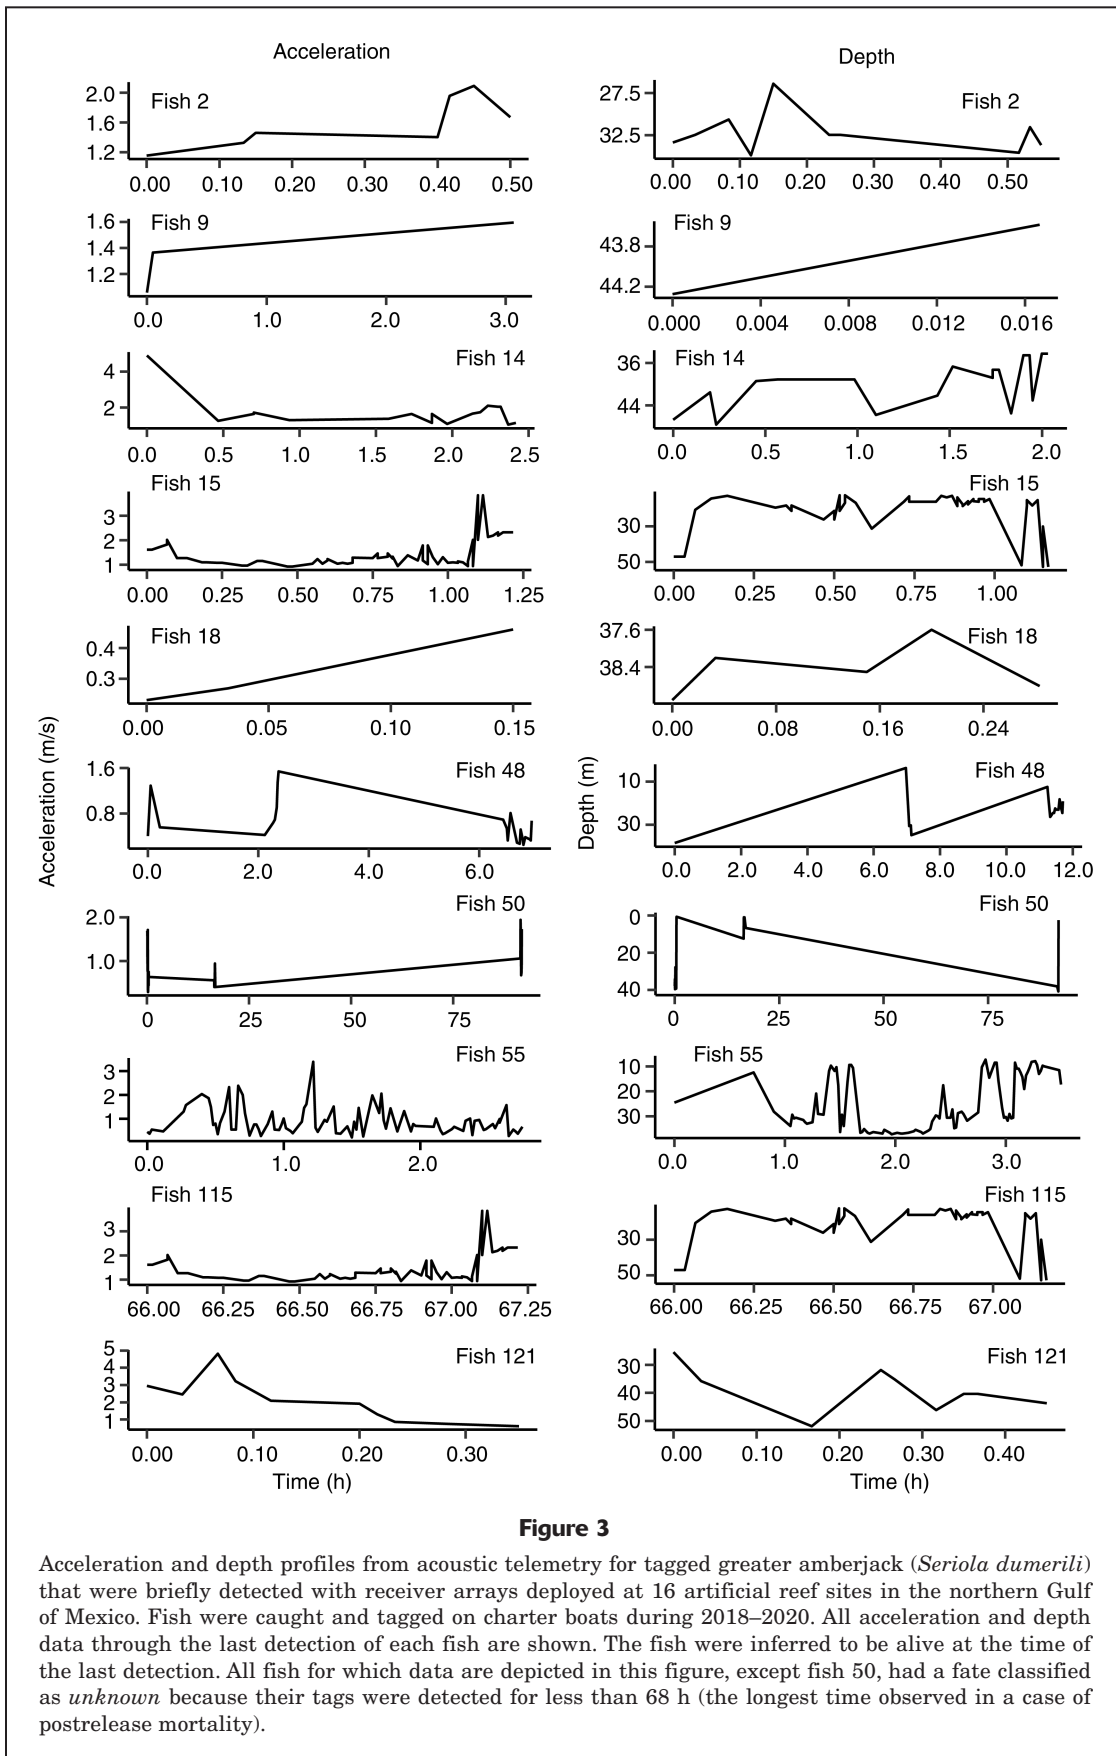 Acceleration
Depth
Fish 2
2.0
1.6
1.2
0.00 0.10 0.20 0.30 0.40 0.50
Fish 2
27.5
32.5
0.00 0.10 0.20 0.30 0.40 0.50
Fish 9
1.6
1.4
1.2
0.0 1.0 2.0 3.0
Fish 9
43.8
44.2
0.000 0.004 0.008 0.012 0.016
Fish 14
4
2
0.0 0.5 1.0 1.5 2.0 2.5
Fish 14
36
44
0.0 0.5 1.0 1.5 2.0
Fish 15
3
2
1
0.00 0.25 0.50 0.75 1.00 1.25
Fish 15
30
50
0.00 0.25 0.50 0.75 1.00
Fish 18
0.4
0.3
0.00 0.05 0.10 0.15
Fish 18
37.6
38.4
0.00 0.08 0.16 0.24
Acceleration (m/s)
Fish 48
1.6
0.8
0.0 2.0 4.0 6.0
Depth (m)
Fish 48
10
30
0.0 2.0 4.0 6.0 8.0 10.0 12.0
Fish 50
2.0
1.0
0 25 50 75
Fish 50
0
20
40
0 25 50 75
Fish 55
3
2
1
0.0 1.0 2.0
Fish 55
10
20
30
0.0 1.0 2.0 3.0
Fish 115
3
2
1
66.00 66.25 66.50 66.75 67.00 67.25
Fish 115
30
50
66.00 66.25 66.50 66.75 67.00
Fish 121
5
4
3
2
1
0.00 0.10 0.20 0.30
Time (h)
Fish 121
30
40
50
0.00 0.10 0.20 0.30 0.40
Time (h)
Figure 3
Acceleration and depth profiles from acoustic telemetry for tagged greater amberjack (Seriola dumerili)
that were briefly detected with receiver arrays deployed at 16 artificial reef sites in the northern Gulf
of Mexico. Fish were caught and tagged on charter boats during 2018–2020. All acceleration and depth
data through the last detection of each fish are shown. The fish were inferred to be alive at the time of
the last detection. All fish for which data are depicted in this figure, except fish 50, had a fate classified
as unknown because their tags were detected for less than 68 h (the longest time observed in a case of
postrelease mortality).